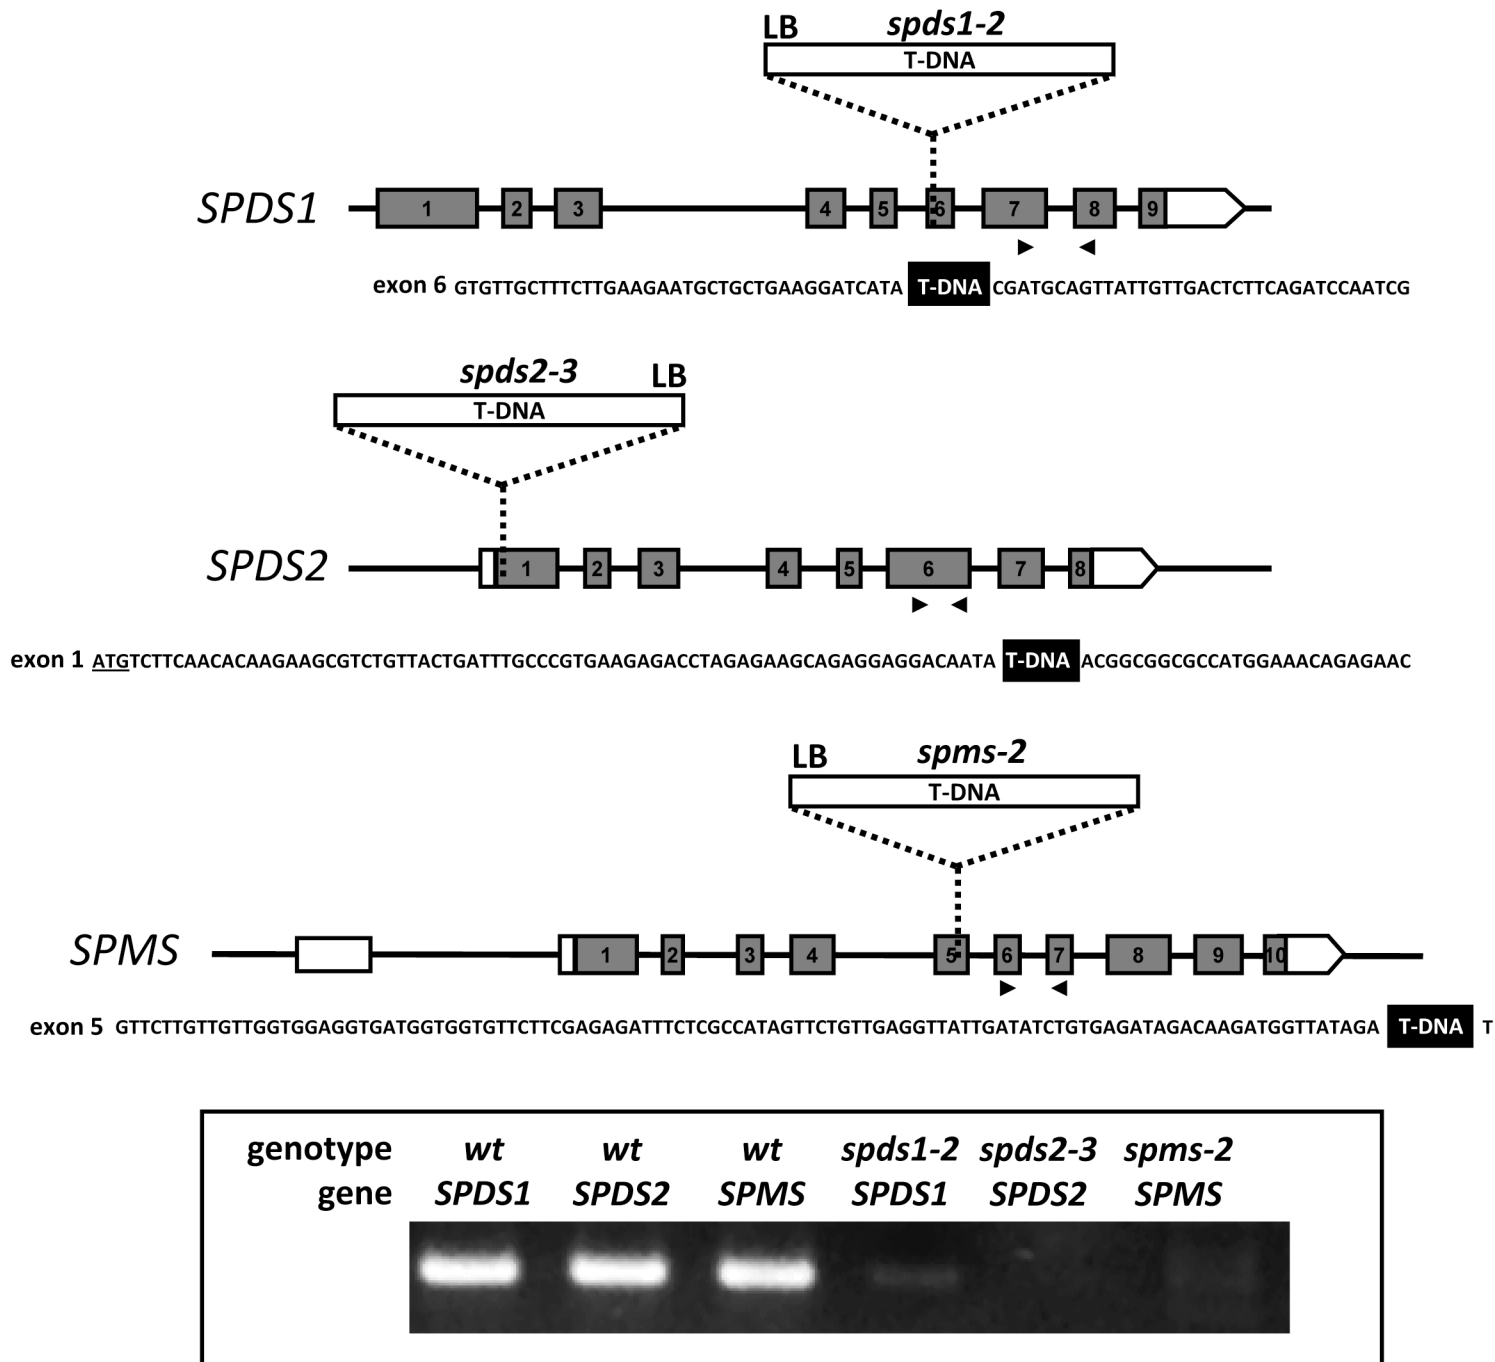 LB spds1-2
T-DNA
SPDS1 1 2 3 4 5 6 7 8 9
exon 6 GTGTTGCTTTCTTGAAGAATGCTGCTGAAGGATCATA T-DNA CGATGCAGTTATTGTTGACTCTTCAGATCCAATCG
spds2-3 LB
T-DNA
SPDS2 1 2 3 4 5 6 7 8
exon 1 ATGTCTTCAACACAAGAAGCGTCTGTTACTGATTTGCCCGTGAAGAGACCTAGAGAAGCAGAGGAGGACAATA T-DNA ACGGCGGCGCCATGGAAACAGAGAAC
LB spms-2
T-DNA
SPMS 1 2 3 4 5 6 7 8 9 10
exon 5 GTTCTTGTTGTTGGTGGAGGTGATGGTGGTGTTCTTCGAGAGATTTCTCGCCATAGTTCTGTTGAGGTTATTGATATCTGTGAGATAGACAAGATGGTTATAGA T-DNA T
genotype wt wt wt spds1-2 spds2-3 spms-2
gene SPDS1 SPDS2 SPMS SPDS1 SPDS2 SPMS